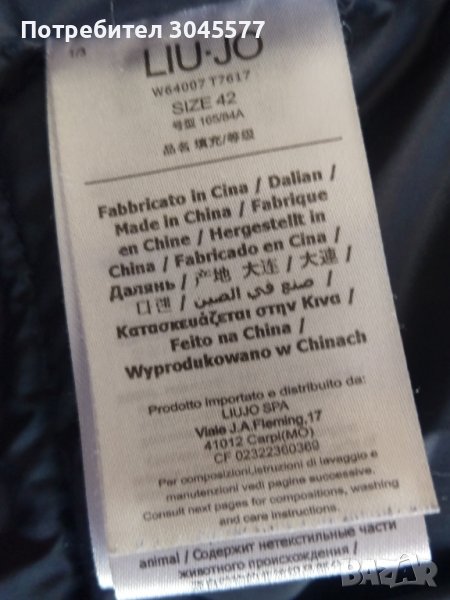 Потребител 3045577
1/3
LIU·JO
W64007 T7617
SIZE 42
号型 165/84A
品名 填充/等级
Fabbricato in Cina / Dalian /
Made in China / Fabriqué
en Chine / Hergestellt in
China / Fabricado en Cina /
Далянь / 产地 大连 / 大連 /
صنع في الصين /
Κατασκευάζεται στην Κινα /
Feito na China /
Wyprodukowano w Chinach
Prodotto importato e distribuito da:
LIUJO SPA
Viale J.A.Fleming,17
41012 Carpi(MO)
CF 02322360369
Per composizioni,istruzioni di lavaggio e
manutenzioni vedi pagine successive.
Consult next pages for compositions, washing
and care instructions.
animal / Содержит нетекстильные части
животного происхождения /
BAZAR